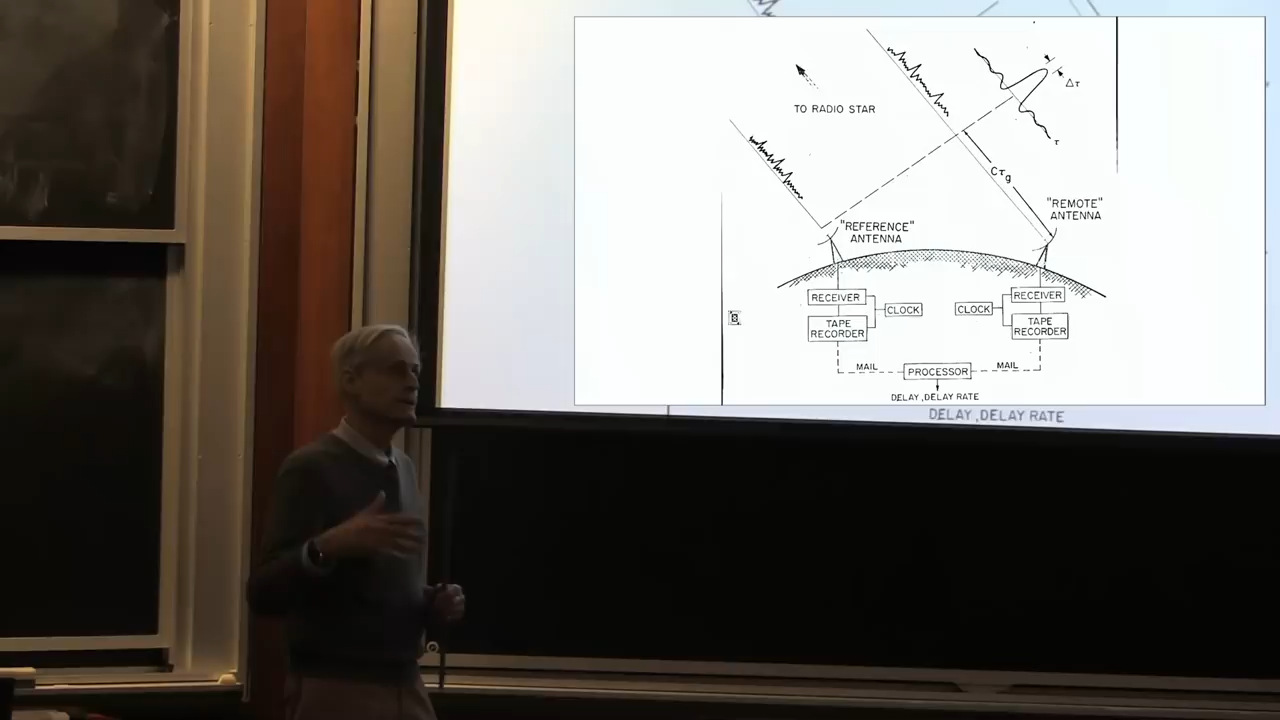 Δτ
TO RADIO STAR
τ
Cτg
"REMOTE"
ANTENNA
"REFERENCE"
ANTENNA
RECEIVER
CLOCK
TAPE
RECORDER
CLOCK
RECEIVER
TAPE
RECORDER
MAIL
PROCESSOR
MAIL
DELAY, DELAY RATE
DELAY, DELAY RATE